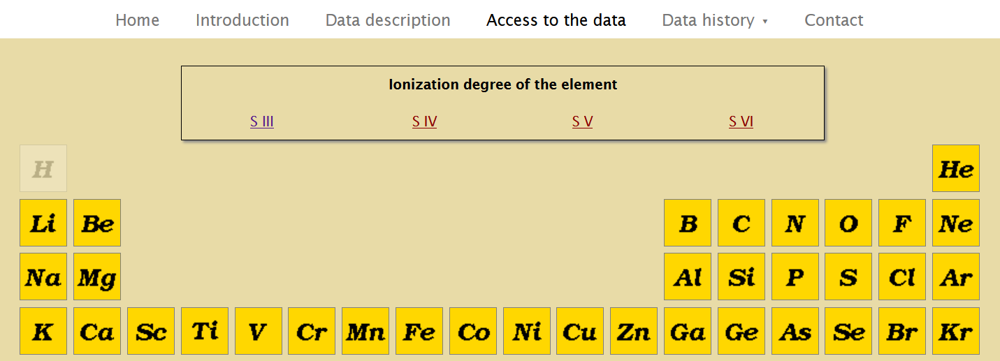 Home Introduction Data description Access to the data Data history ▾ Contact
Ionization degree of the element
S III S IV S V S VI
H He
Li Be B C N O F Ne
Na Mg Al Si P S Cl Ar
K Ca Sc Ti V Cr Mn Fe Co Ni Cu Zn Ga Ge As Se Br Kr